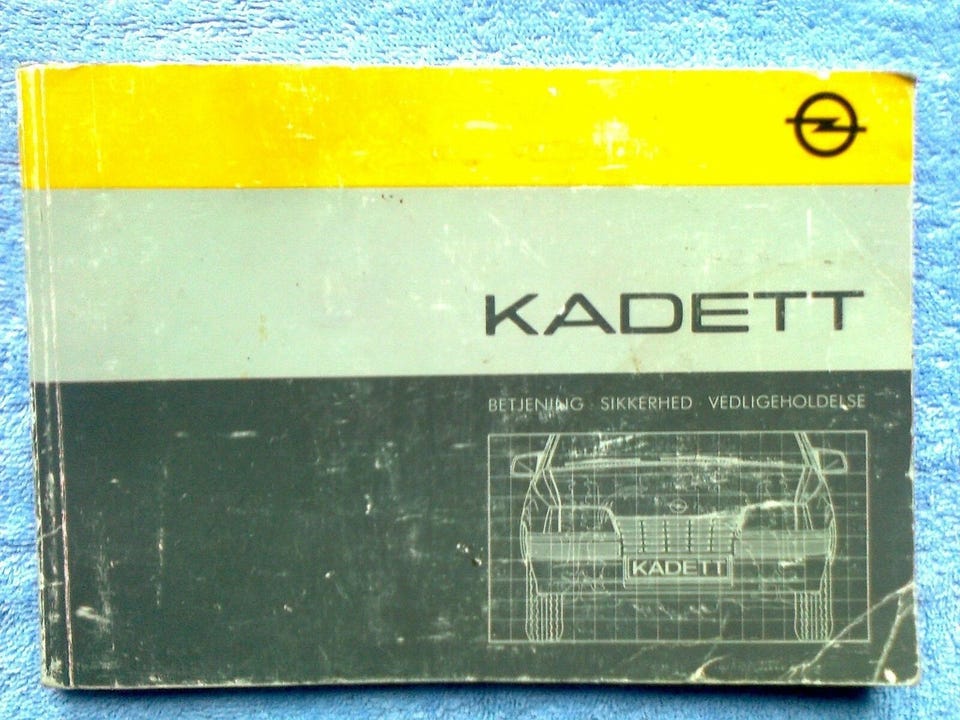 KADETT
BETJENING · SIKKERHED · VEDLIGEHOLDELSE
KADETT